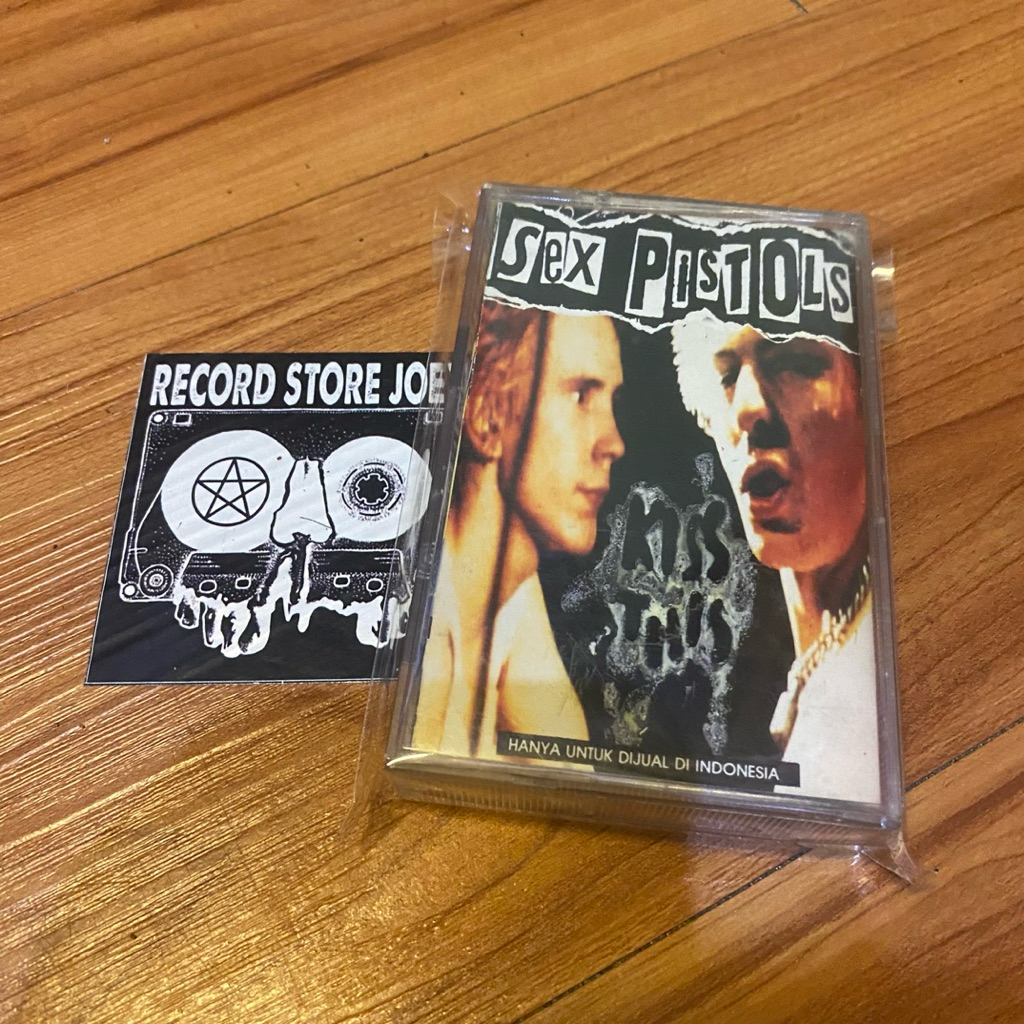 SEX PISTOLS
RECORD STORE JOE
KISS
THIS
HANYA UNTUK DIJUAL DI INDONESIA